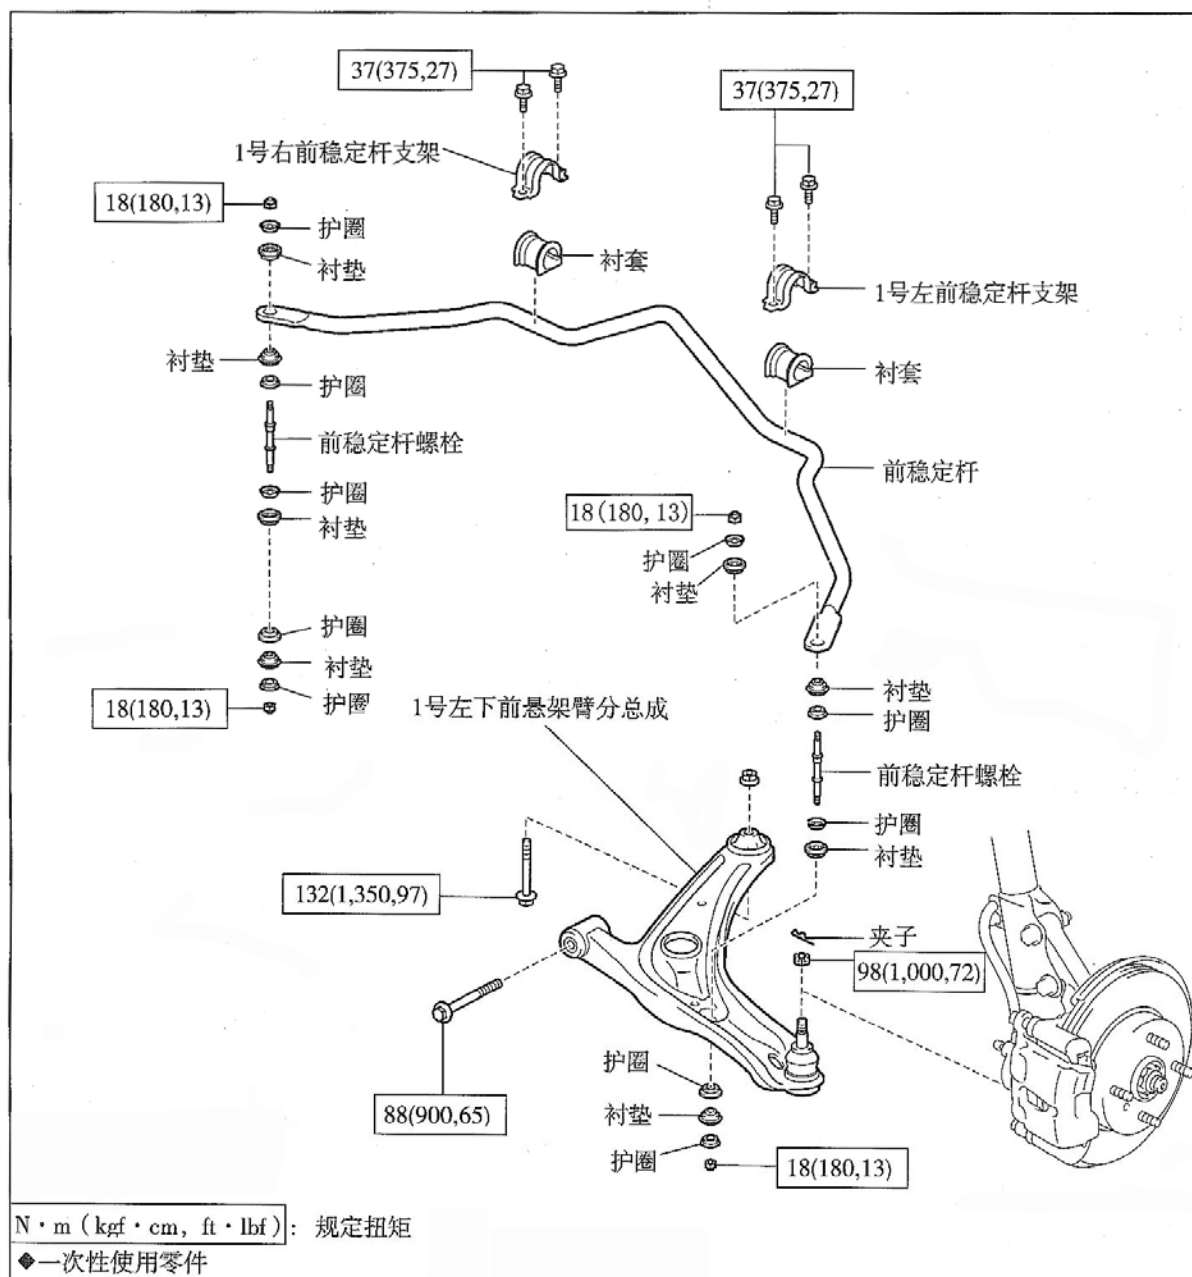 37(375,27)
37(375,27)
1号右前稳定杆支架
18(180,13)
护圈
衬垫
衬套
1号左前稳定杆支架
衬垫
护圈
衬套
前稳定杆螺栓
前稳定杆
护圈
衬垫
18(180, 13)
护圈
衬垫
护圈
衬垫
护圈
18(180,13)
1号左下前悬架臂分总成
衬垫
护圈
前稳定杆螺栓
护圈
衬垫
132(1,350,97)
夹子
98(1,000,72)
88(900,65)
护圈
衬垫
护圈
18(180,13)
N·m (kgf·cm, ft·lbf): 规定扭矩
◆一次性使用零件